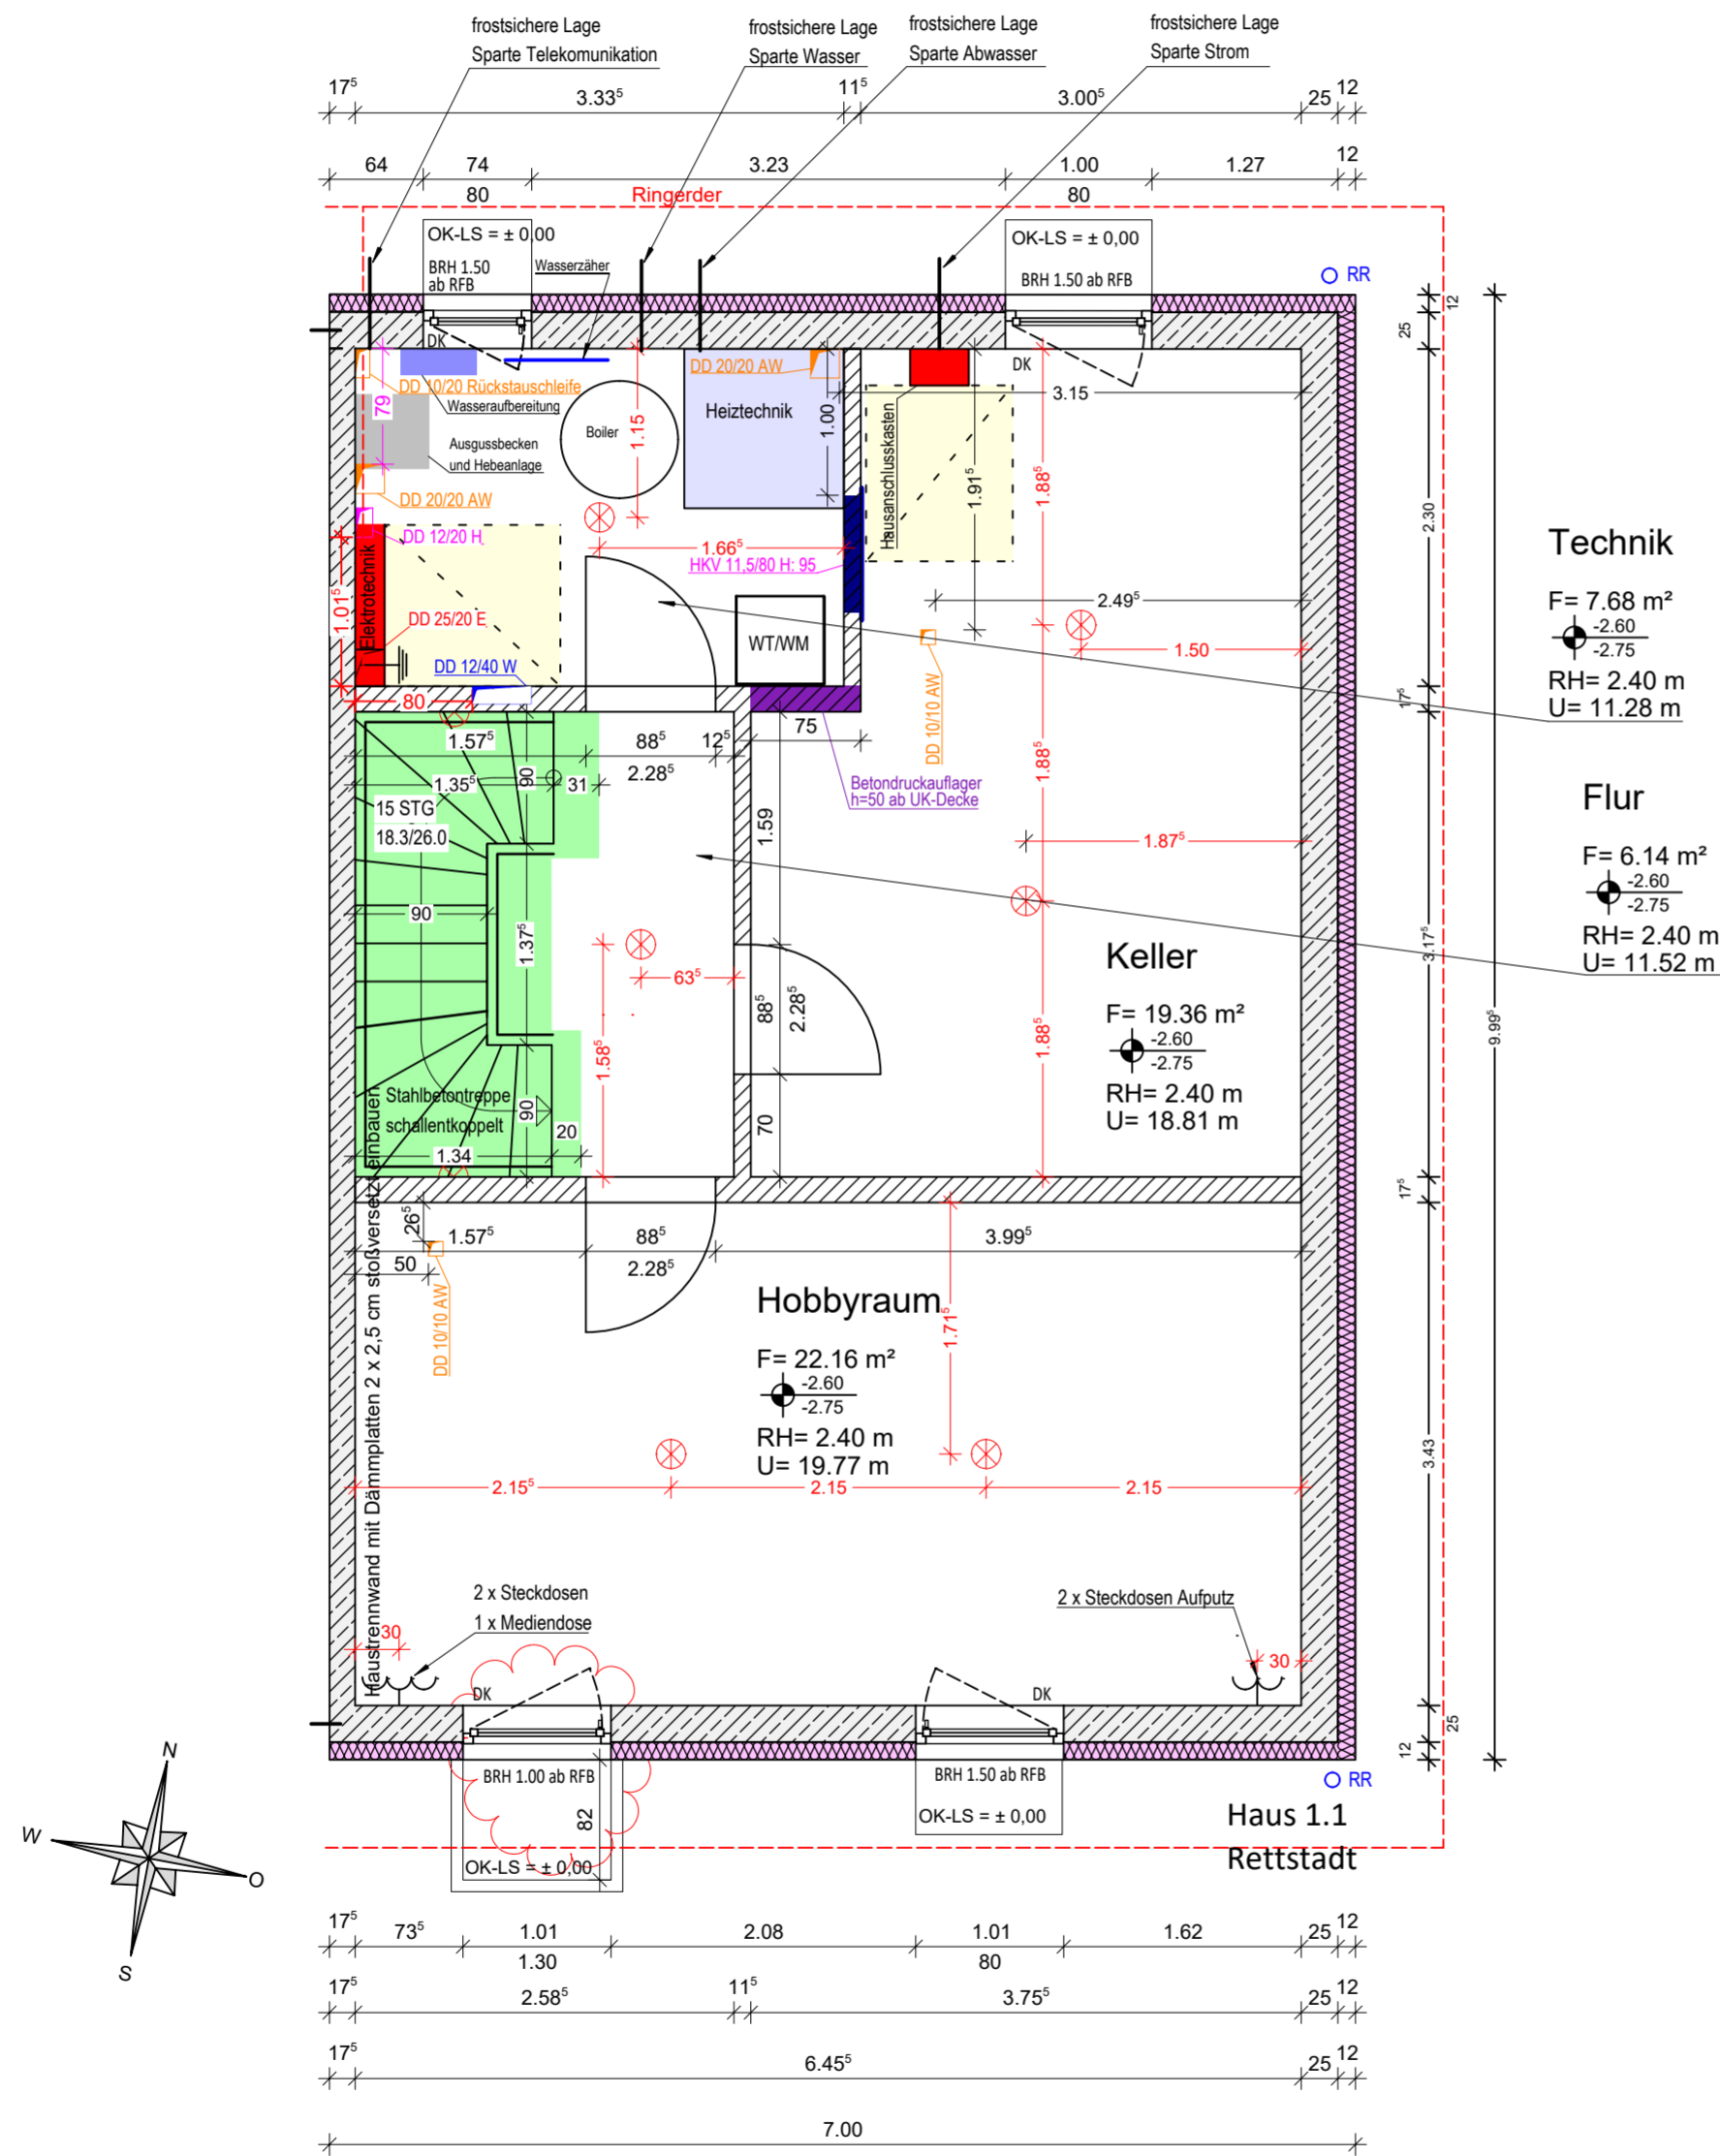 frostsichere Lage
Sparte Telekomunikation
frostsichere Lage
Sparte Wasser
frostsichere Lage
Sparte Abwasser
frostsichere Lage
Sparte Strom
17⁵ 3.33⁵ 11⁵ 3.00⁵ 25 12
64 74 3.23 1.00 1.27 12
80 80
Ringerder
OK-LS = ± 0,00
BRH 1.50
ab RFB
Wasserzäher
OK-LS = ± 0,00
BRH 1.50 ab RFB
RR
12
25
DK
DK
DD 10/20 Rückstauschleife
Wasseraufbereitung
79
Ausgussbecken
und Hebeanlage
DD 20/20 AW
DD 12/20 H
Boiler
1.15
DD 20/20 AW
Heiztechnik
1.00
3.15
Hausanschlusskasten
1.91⁵
1.88⁵
2.30
1.66⁵
HKV 11,5/80 H: 95
Elektrotechnik
1.01⁵
DD 25/20 E
DD 12/40 W
WT/WM
2.49⁵
1.50
DD 10/10 AW
Technik
F= 7.68 m²
-2.60
-2.75
RH= 2.40 m
U= 11.28 m
80
17⁵
1.57⁵ 88⁵ 12⁵ 75
2.28⁵
1.35⁵ 31
90
15 STG
18.3/26.0
Betondruckauflager
h=50 ab UK-Decke
1.59
1.88⁵
1.87⁵
Flur
F= 6.14 m²
-2.60
-2.75
RH= 2.40 m
U= 11.52 m
90
1.37⁵
63⁵
1.58⁵
88⁵
2.28⁵
70
1.88⁵
3.17⁵
9.99⁵
Keller
F= 19.36 m²
-2.60
-2.75
RH= 2.40 m
U= 18.81 m
Stahlbetontreppe
schallentkoppelt
90
20
1.34
Haustrennwand mit Dämmplatten 2 x 2,5 cm stoßversetzt einbauen
17⁵
26⁵
1.57⁵ 88⁵ 3.99⁵
2.28⁵
50
DD 10/10 AW
Hobbyraum
F= 22.16 m²
-2.60
-2.75
RH= 2.40 m
U= 19.77 m
1.71⁵
3.43
2.15⁵ 2.15 2.15
2 x Steckdosen
1 x Mediendose
2 x Steckdosen Aufputz
30
30
DK
DK
25
12
BRH 1.00 ab RFB
82
OK-LS = ± 0,00
BRH 1.50 ab RFB
OK-LS = ± 0,00
RR
Haus 1.1
Rettstadt
N
W
O
S
17⁵ 73⁵ 1.01 2.08 1.01 1.62 25 12
1.30 80
17⁵ 2.58⁵ 11⁵ 3.75⁵ 25 12
17⁵ 6.45⁵ 25 12
7.00